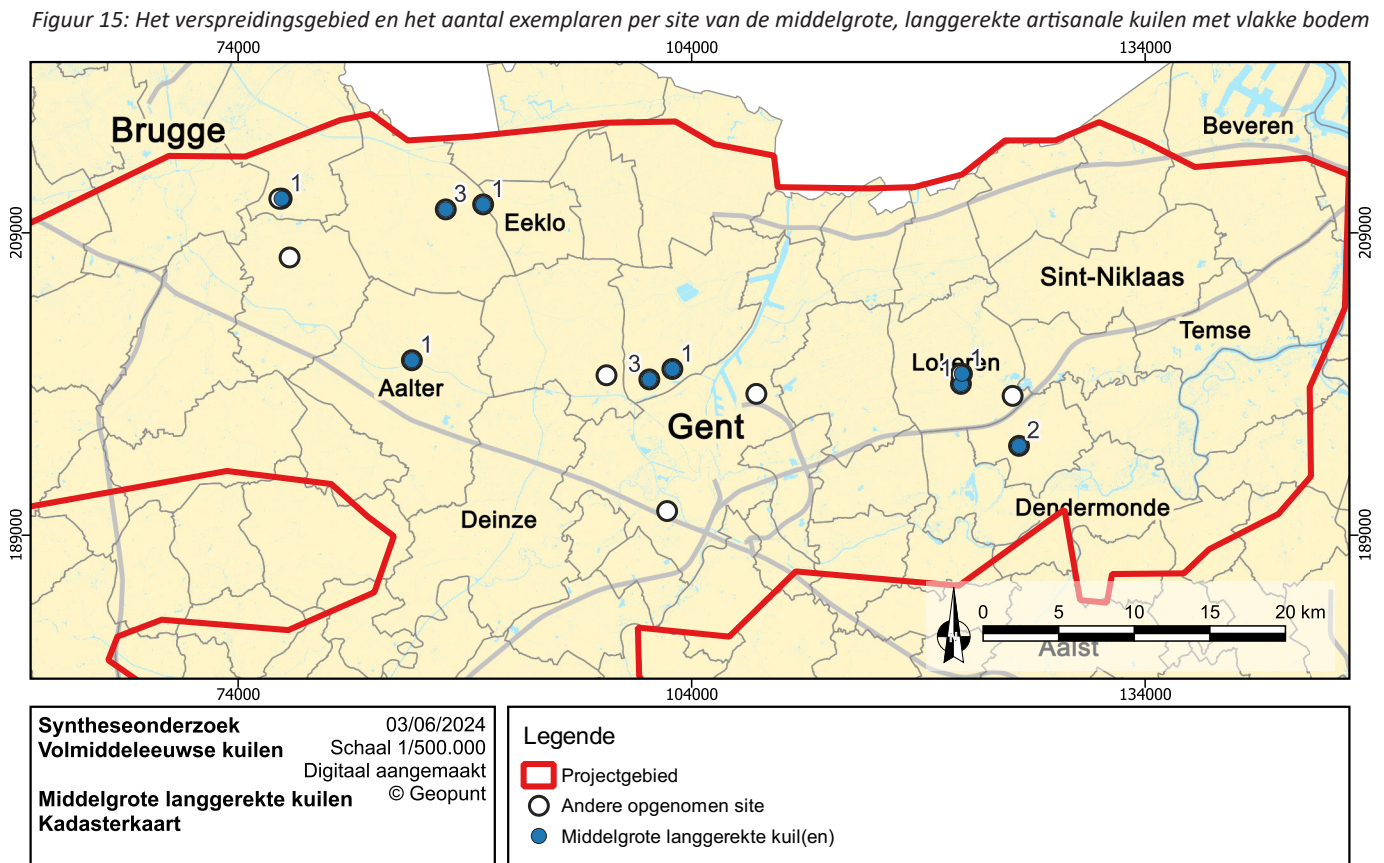 Figuur 15: Het verspreidingsgebied en het aantal exemplaren per site van de middelgrote, langgerekte artisanale kuilen met vlakke bodem
74000 104000 134000
Beveren
Brugge
1
3 1
Eeklo
209000 209000
Sint-Niklaas
Temse
1
3 1
Lokeren
1 1
Aalter
Gent
2
Dendermonde
Deinze
189000 189000
0 5 10 15 20 km
N
Aalst
74000 104000 134000
Syntheseonderzoek
Volmiddeleeuwse kuilen
Middelgrote langgerekte kuilen
Kadasterkaart
03/06/2024
Schaal 1/500.000
Digitaal aangemaakt
© Geopunt
Legende
Projectgebied
Andere opgenomen site
Middelgrote langgerekte kuil(en)